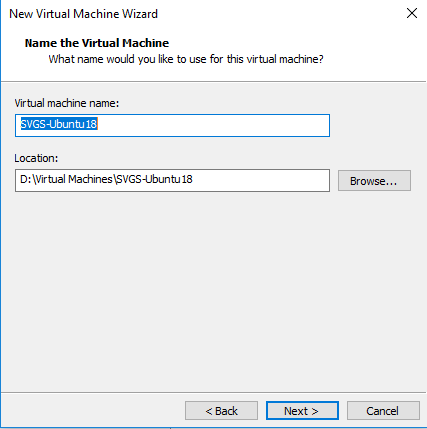 New Virtual Machine Wizard
Name the Virtual Machine
What name would you like to use for this virtual machine?
Virtual machine name:
SVGS-Ubuntu18
Location:
D:\Virtual Machines\SVGS-Ubuntu18
Browse...
< Back
Next >
Cancel